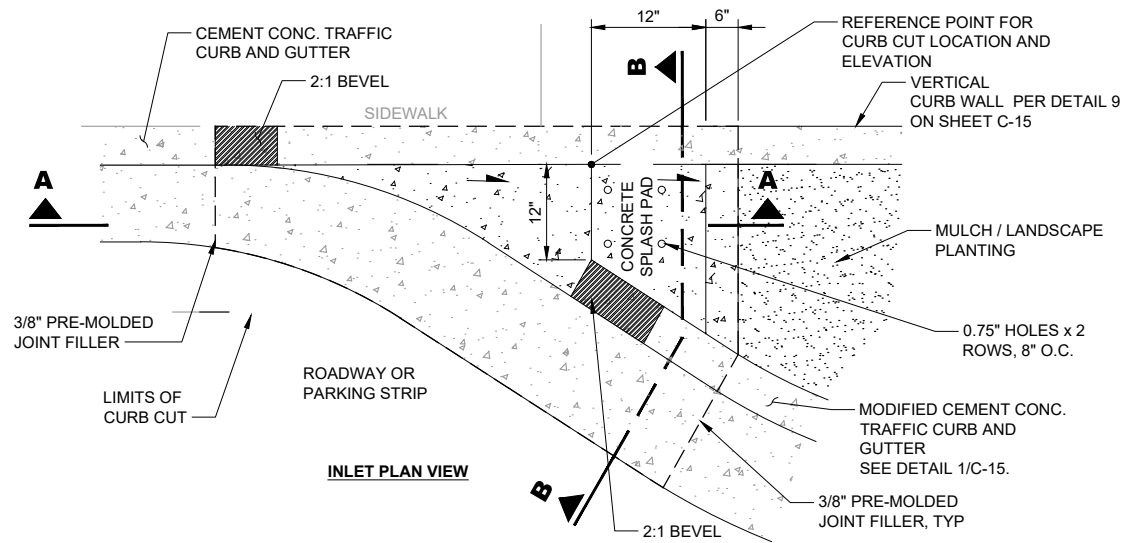 CEMENT CONC. TRAFFIC
CURB AND GUTTER
2:1 BEVEL
SIDEWALK
12"
6"
REFERENCE POINT FOR
CURB CUT LOCATION AND
ELEVATION
VERTICAL
CURB WALL  PER DETAIL 9
ON SHEET C-15
B
A
A
12"
CONCRETE
SPLASH PAD
MULCH / LANDSCAPE
PLANTING
3/8" PRE-MOLDED
JOINT FILLER
0.75" HOLES x 2
ROWS, 8" O.C.
LIMITS OF
CURB CUT
ROADWAY OR
PARKING STRIP
MODIFIED CEMENT CONC.
TRAFFIC CURB AND
GUTTER
SEE DETAIL 1/C-15.
INLET PLAN VIEW
B
3/8" PRE-MOLDED
JOINT FILLER, TYP
2:1 BEVEL